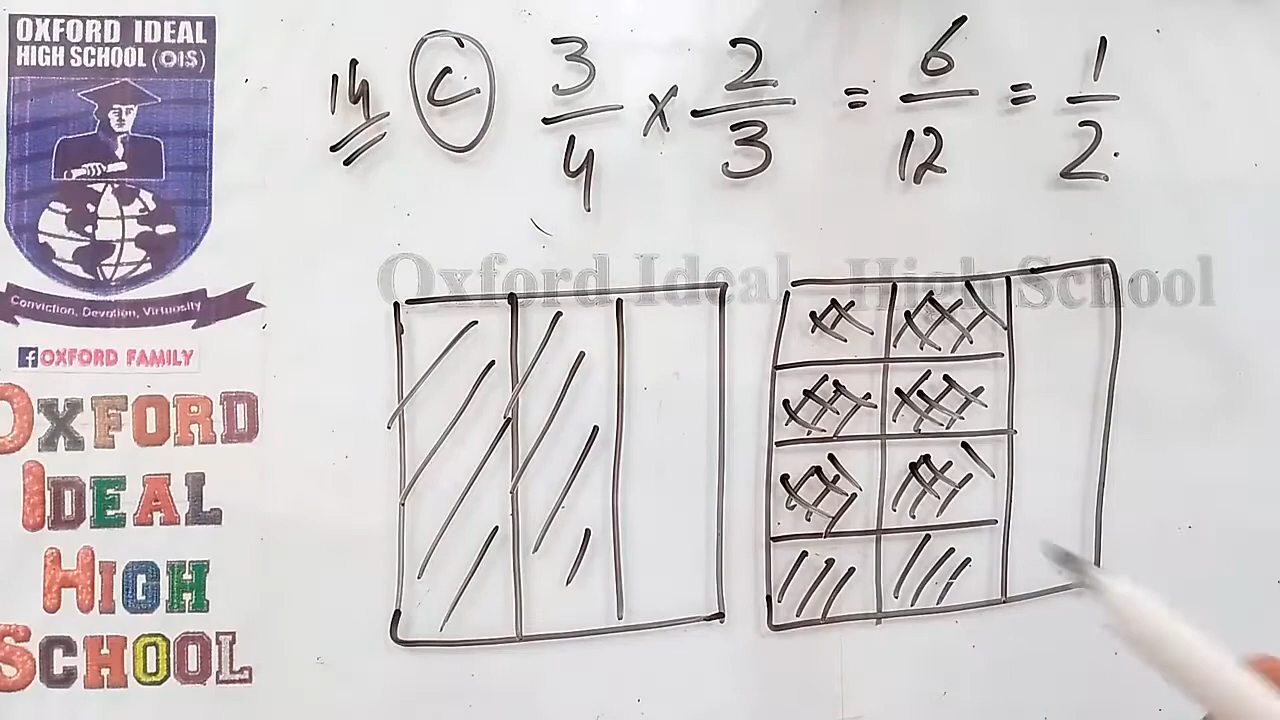 OXFORD IDEAL
HIGH SCHOOL (OIS)
Conviction, Devotion, Virtuosity
f OXFORD FAMILY
OXFORD
IDEAL
HIGH
SCHOOL
14 C 3/4 × 2/3 = 6/12 = 1/2
Oxford Ideal High School